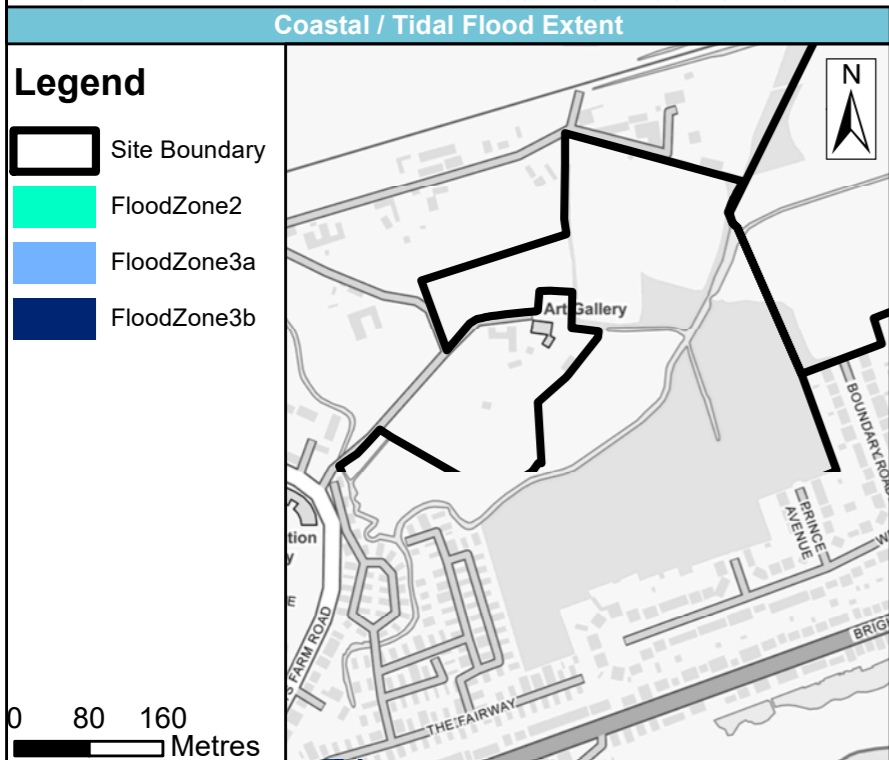 Coastal / Tidal Flood Extent
Legend
Site Boundary
FloodZone2
FloodZone3a
FloodZone3b
0 80 160
Metres
N
Art Gallery
BOUNDARY ROAD
PRINCE
AVENUE
tion
y
E
S FARM ROAD
THE FAIRWAY
BRIG
W